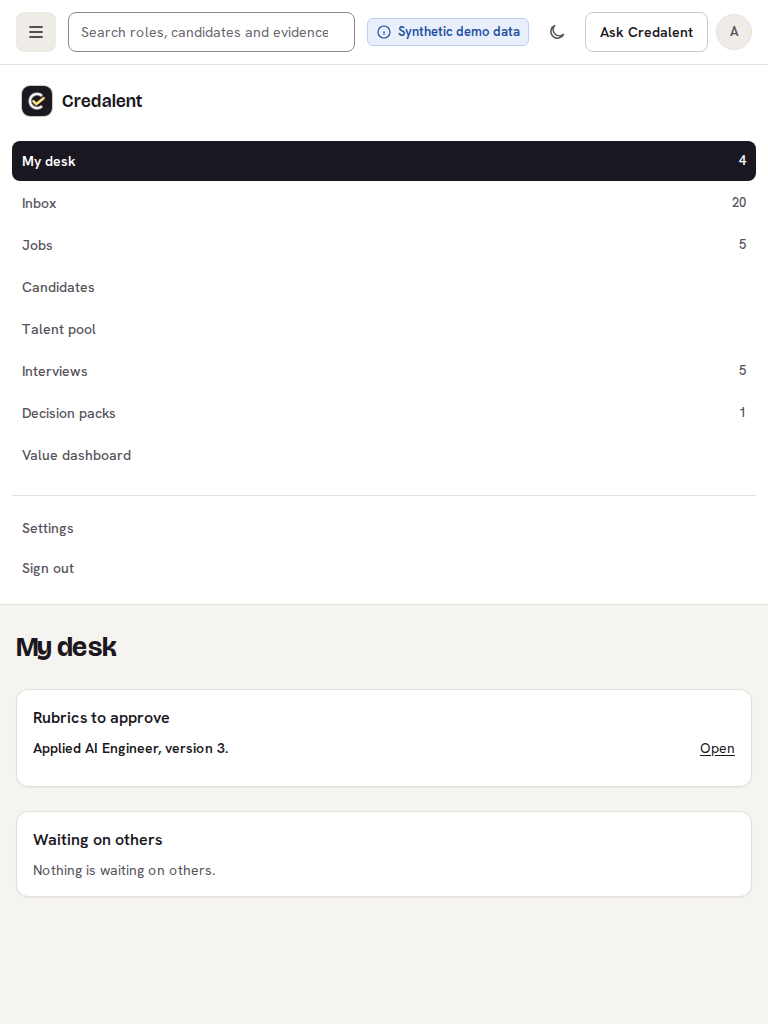 Search roles, candidates and evidence
Synthetic demo data
Ask Credalent
A
Credalent
My desk 4
Inbox 20
Jobs 5
Candidates
Talent pool
Interviews 5
Decision packs 1
Value dashboard
Settings
Sign out
My desk
Rubrics to approve
Applied AI Engineer, version 3. Open
Waiting on others
Nothing is waiting on others.